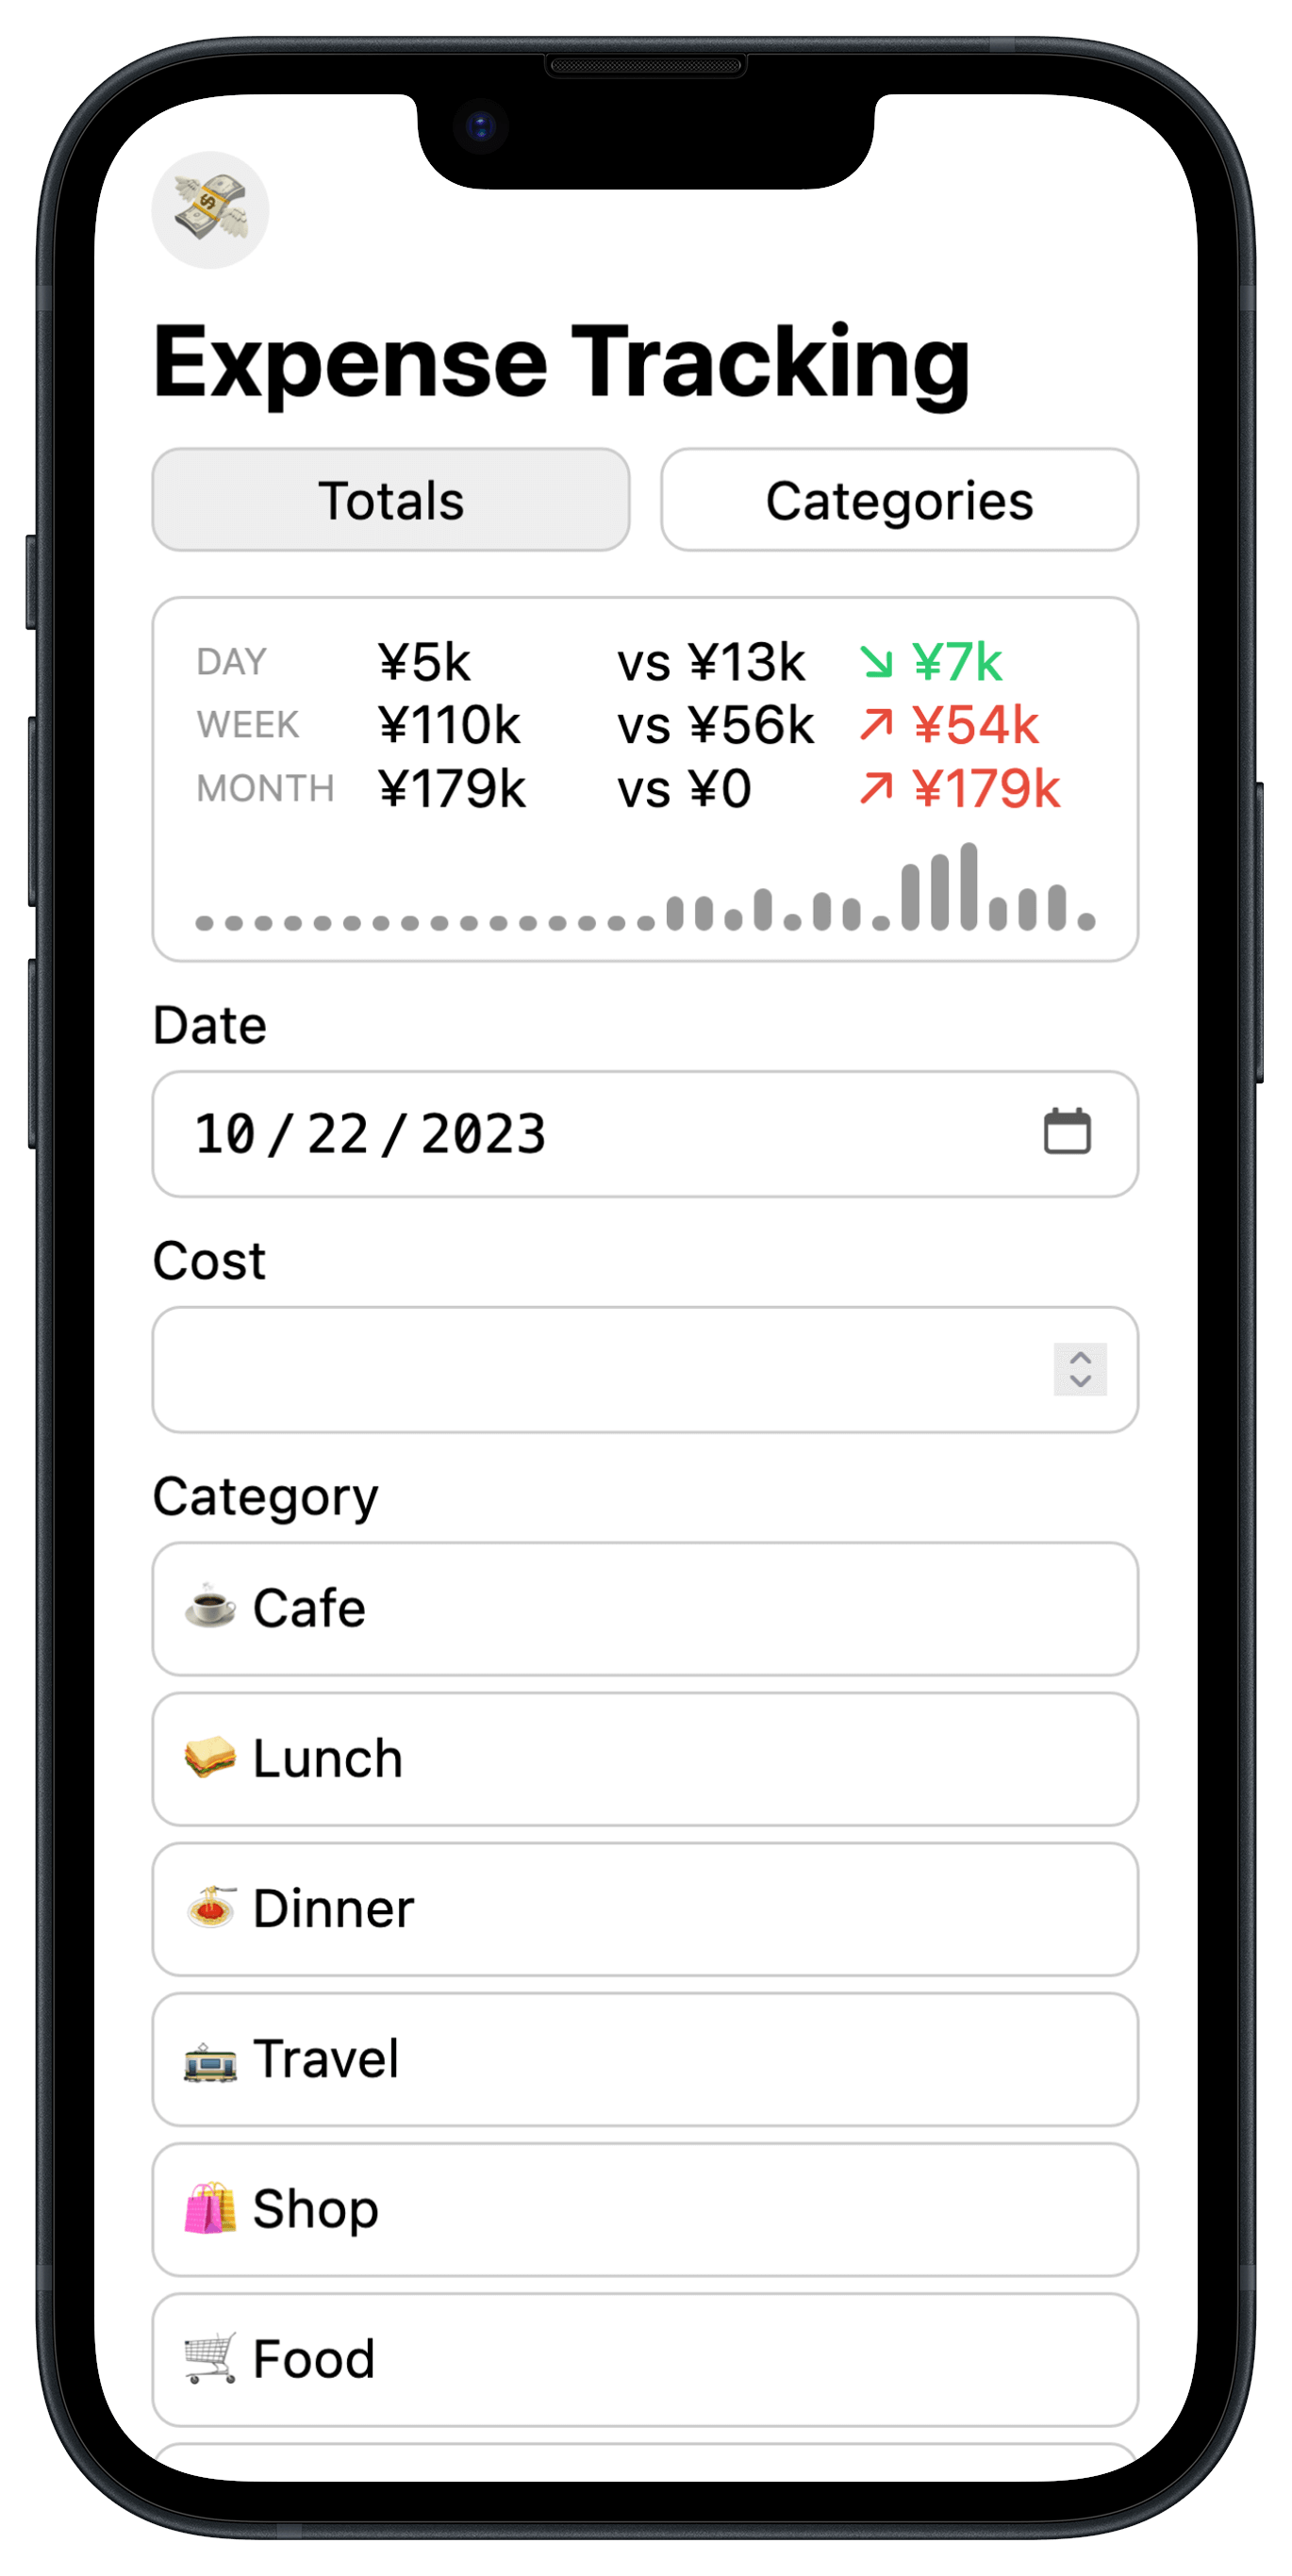 Expense Tracking
Totals Categories
DAY ¥5k vs ¥13k ↘ ¥7k
WEEK ¥110k vs ¥56k ↗ ¥54k
MONTH ¥179k vs ¥0 ↗ ¥179k
Date
10/22/2023
Cost
Category
Cafe
Lunch
Dinner
Travel
Shop
Food